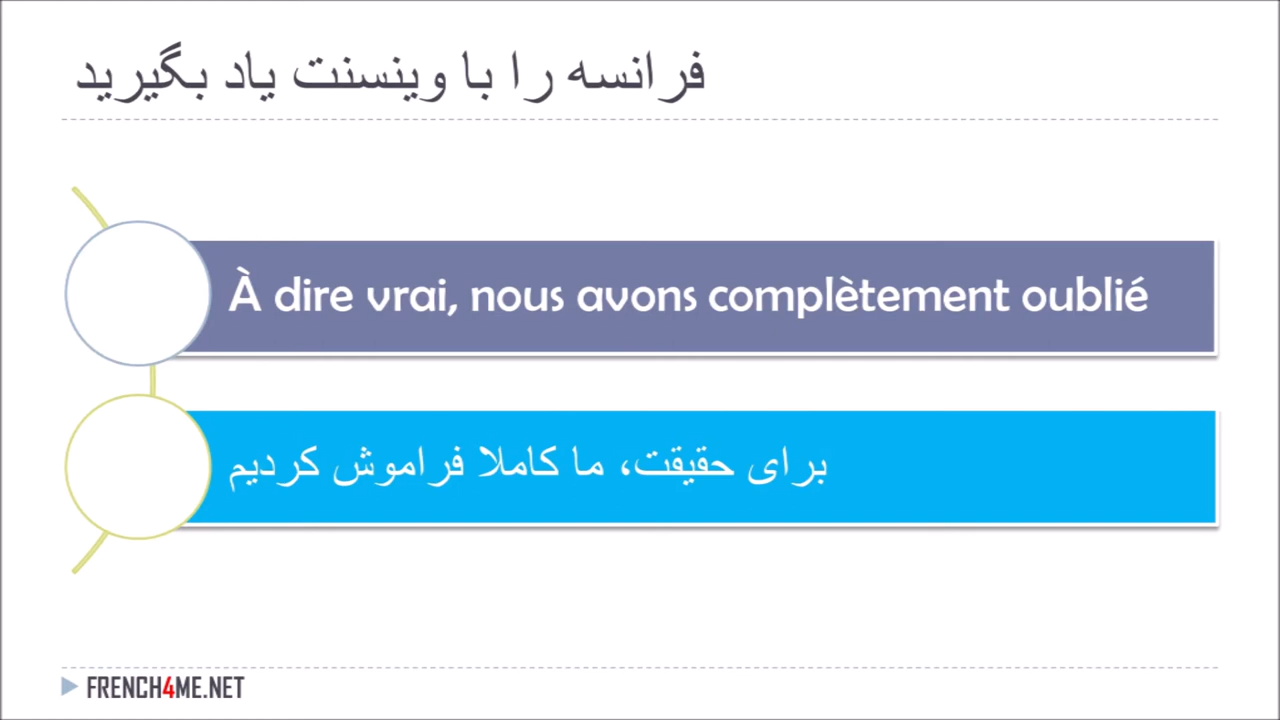 فرانسه را با وینسنت یاد بگیرید
À dire vrai, nous avons complètement oublié
برای حقیقت، ما کاملا فراموش کردیم
FRENCH4ME.NET